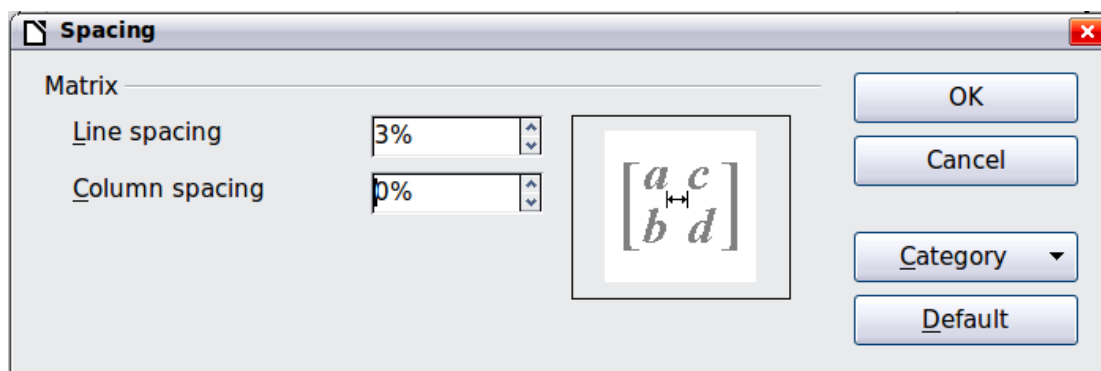 Spacing
Matrix
Line spacing
3%
Column spacing
0%
a c
b d
OK
Cancel
Category
Default